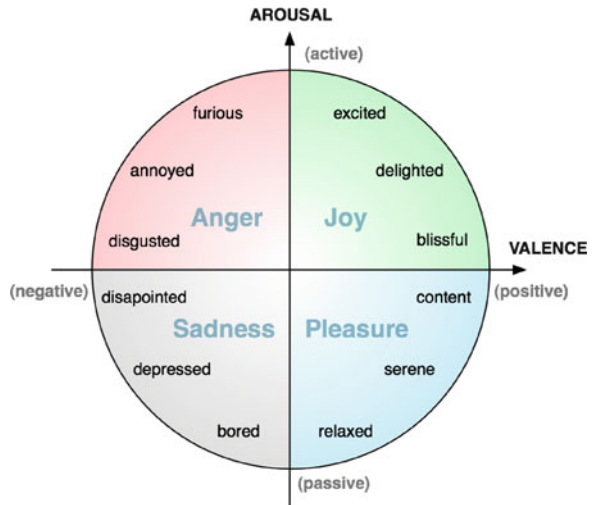 AROUSAL
(active)
furious
excited
annoyed
delighted
Anger
Joy
disgusted
blissful
VALENCE
(negative)
disapointed
content
(positive)
Sadness
Pleasure
depressed
serene
bored
relaxed
(passive)